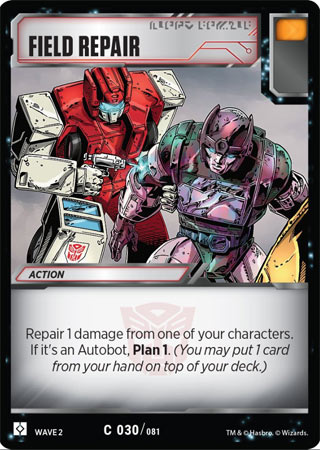 FIELD REPAIR
ACTION
Repair 1 damage from one of your characters.
If it's an Autobot, Plan 1. (You may put 1 card
from your hand on top of your deck.)
WAVE 2
C 030/081
TM & © Hasbro. © Wizards.